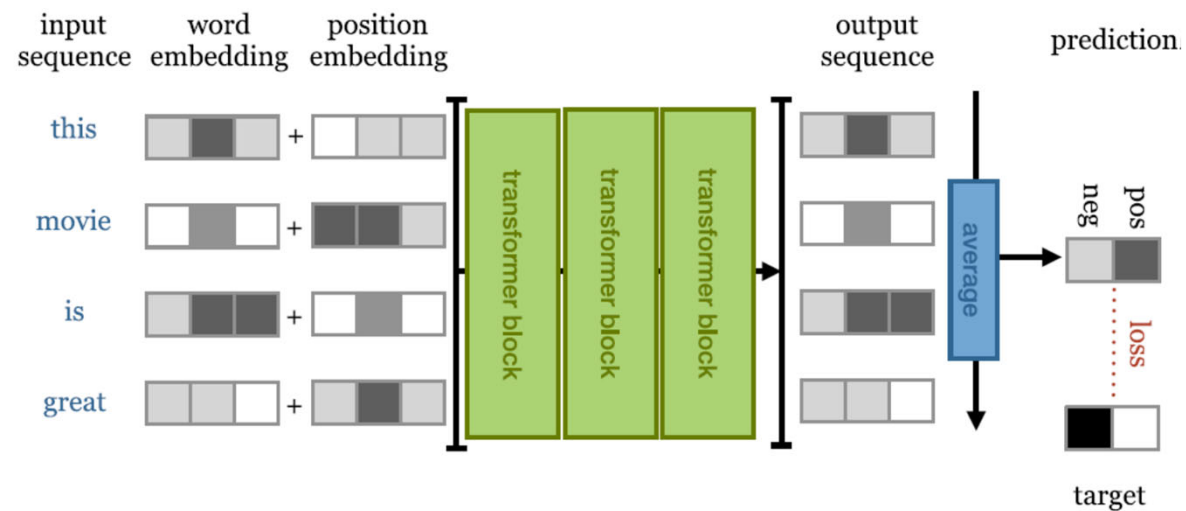 input
sequence
word
embedding
position
embedding
output
sequence
prediction.
this
+
movie
+
is
+
great
+
transformer block
transformer block
transformer block
average
neg
pos
loss
target